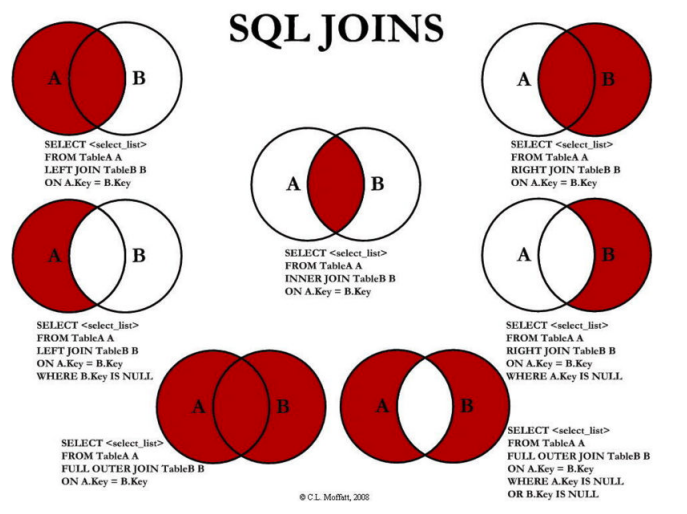 SQL JOINS
A B
SELECT <select_list>
FROM TableA A
LEFT JOIN TableB B
ON A.Key = B.Key
A B
SELECT <select_list>
FROM TableA A
RIGHT JOIN TableB B
ON A.Key = B.Key
A B
SELECT <select_list>
FROM TableA A
INNER JOIN TableB B
ON A.Key = B.Key
A B
SELECT <select_list>
FROM TableA A
LEFT JOIN TableB B
ON A.Key = B.Key
WHERE B.Key IS NULL
A B
SELECT <select_list>
FROM TableA A
RIGHT JOIN TableB B
ON A.Key = B.Key
WHERE A.Key IS NULL
A B
SELECT <select_list>
FROM TableA A
FULL OUTER JOIN TableB B
ON A.Key = B.Key
A B
SELECT <select_list>
FROM TableA A
FULL OUTER JOIN TableB B
ON A.Key = B.Key
WHERE A.Key IS NULL
OR B.Key IS NULL
© C.L. Moffatt, 2008